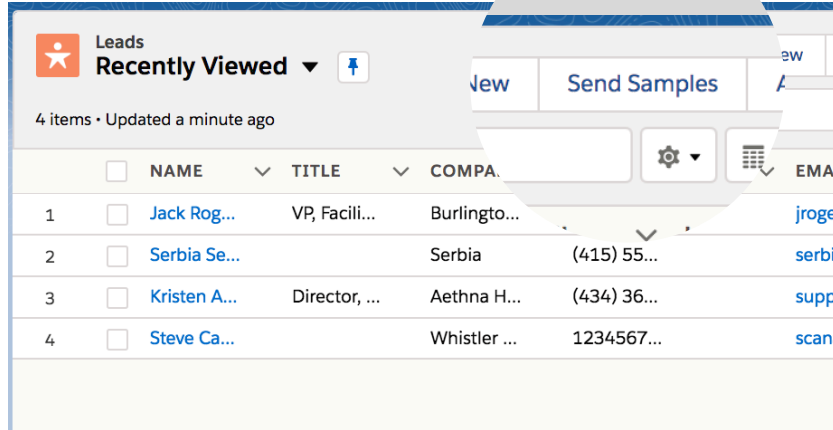 Leads
Recently Viewed
New Send Samples
4 items • Updated a minute ago
NAME TITLE COMPA
1 Jack Rog... VP, Facili... Burlingto... jroge
2 Serbia Se... Serbia (415) 55... serbi
3 Kristen A... Director, ... Aethna H... (434) 36... supp
4 Steve Ca... Whistler ... 1234567... scan